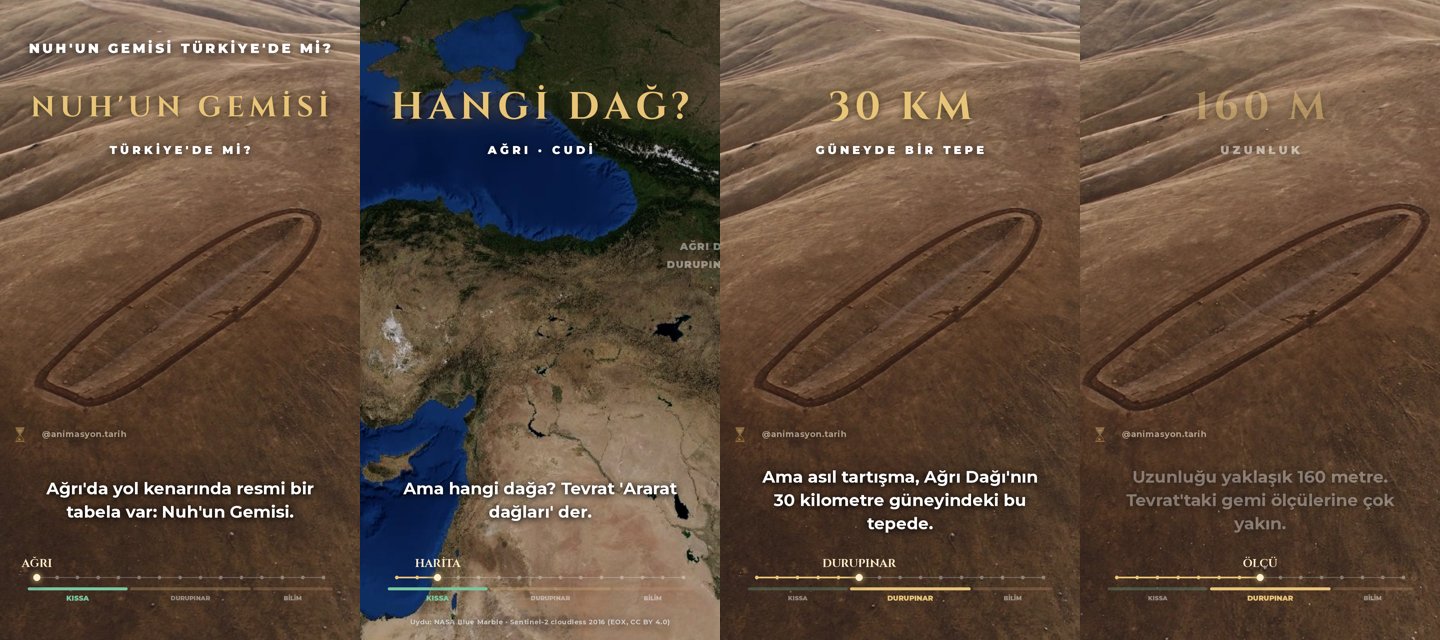 NUH'UN GEMİSİ TÜRKİYE'DE Mİ?
NUH'UN GEMİSİ
TÜRKİYE'DE Mİ?
@animasyon.tarih
Ağrı'da yol kenarında resmi bir
tabela var: Nuh'un Gemisi.
AĞRI
KISSA
DURUPINAR
BİLİM
HANGİ DAĞ?
AĞRI · CUDİ
AĞRI D
DURUPIN
Ama hangi dağa? Tevrat 'Ararat
dağları' der.
HARİTA
KISSA
DURUPINAR
BİLİM
Uydu: NASA Blue Marble · Sentinel-2 cloudless 2016 (EOX, CC BY 4.0)
30 KM
GÜNEYDE BİR TEPE
@animasyon.tarih
Ama asıl tartışma, Ağrı Dağı'nın
30 kilometre güneyindeki bu
tepede.
DURUPINAR
KISSA
DURUPINAR
BİLİM
160 M
UZUNLUK
@animasyon.tarih
Uzunluğu yaklaşık 160 metre.
Tevrat'taki gemi ölçülerine çok
yakın.
ÖLÇÜ
KISSA
DURUPINAR
BİLİM